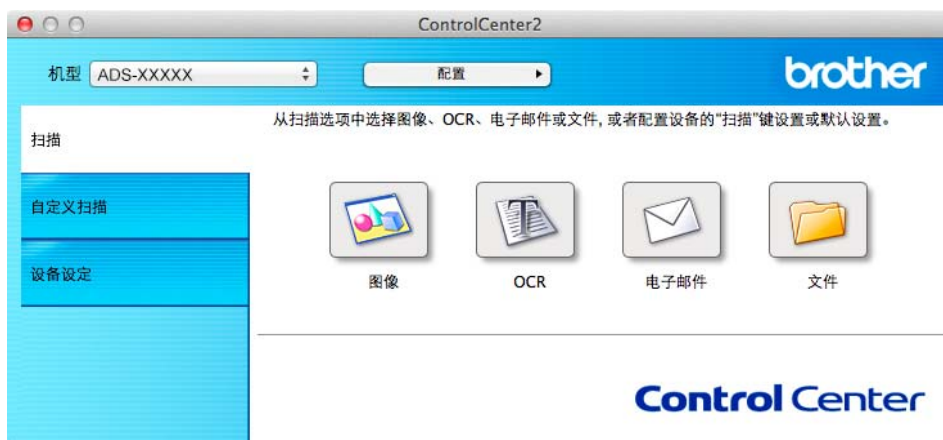 ControlCenter2
机型 ADS-XXXXX 配置 brother
从扫描选项中选择图像、OCR、电子邮件或文件, 或者配置设备的“扫描”键设置或默认设置。
扫描
自定义扫描
设备设定
图像 OCR 电子邮件 文件
Control Center